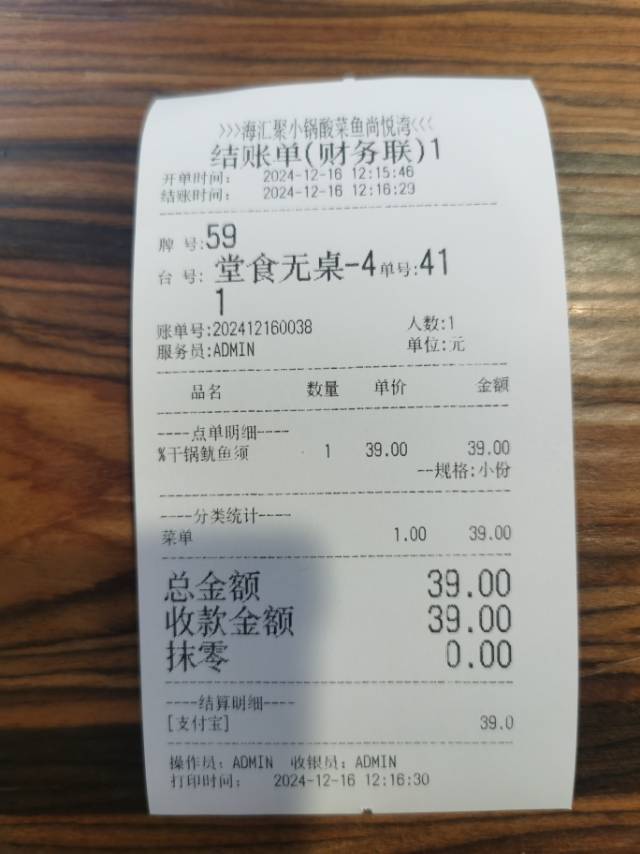 >>>海汇聚小锅酸菜鱼尚悦湾<<<
结账单(财务联)1
开单时间: 2024-12-16 12:15:46
结账时间: 2024-12-16 12:16:29
牌 号:59
台 号: 堂食无桌-4单号:41
1
账单号:202412160038 人数:1
服务员:ADMIN 单位:元
品名 数量 单价 金额
----点单明细----
%干锅鱿鱼须 1 39.00 39.00
--规格:小份
----分类统计----
菜单 1.00 39.00
总金额 39.00
收款金额 39.00
抹零 0.00
----结算明细----
[支付宝] 39.0
操作员: ADMIN 收银员: ADMIN
打印时间: 2024-12-16 12:16:30